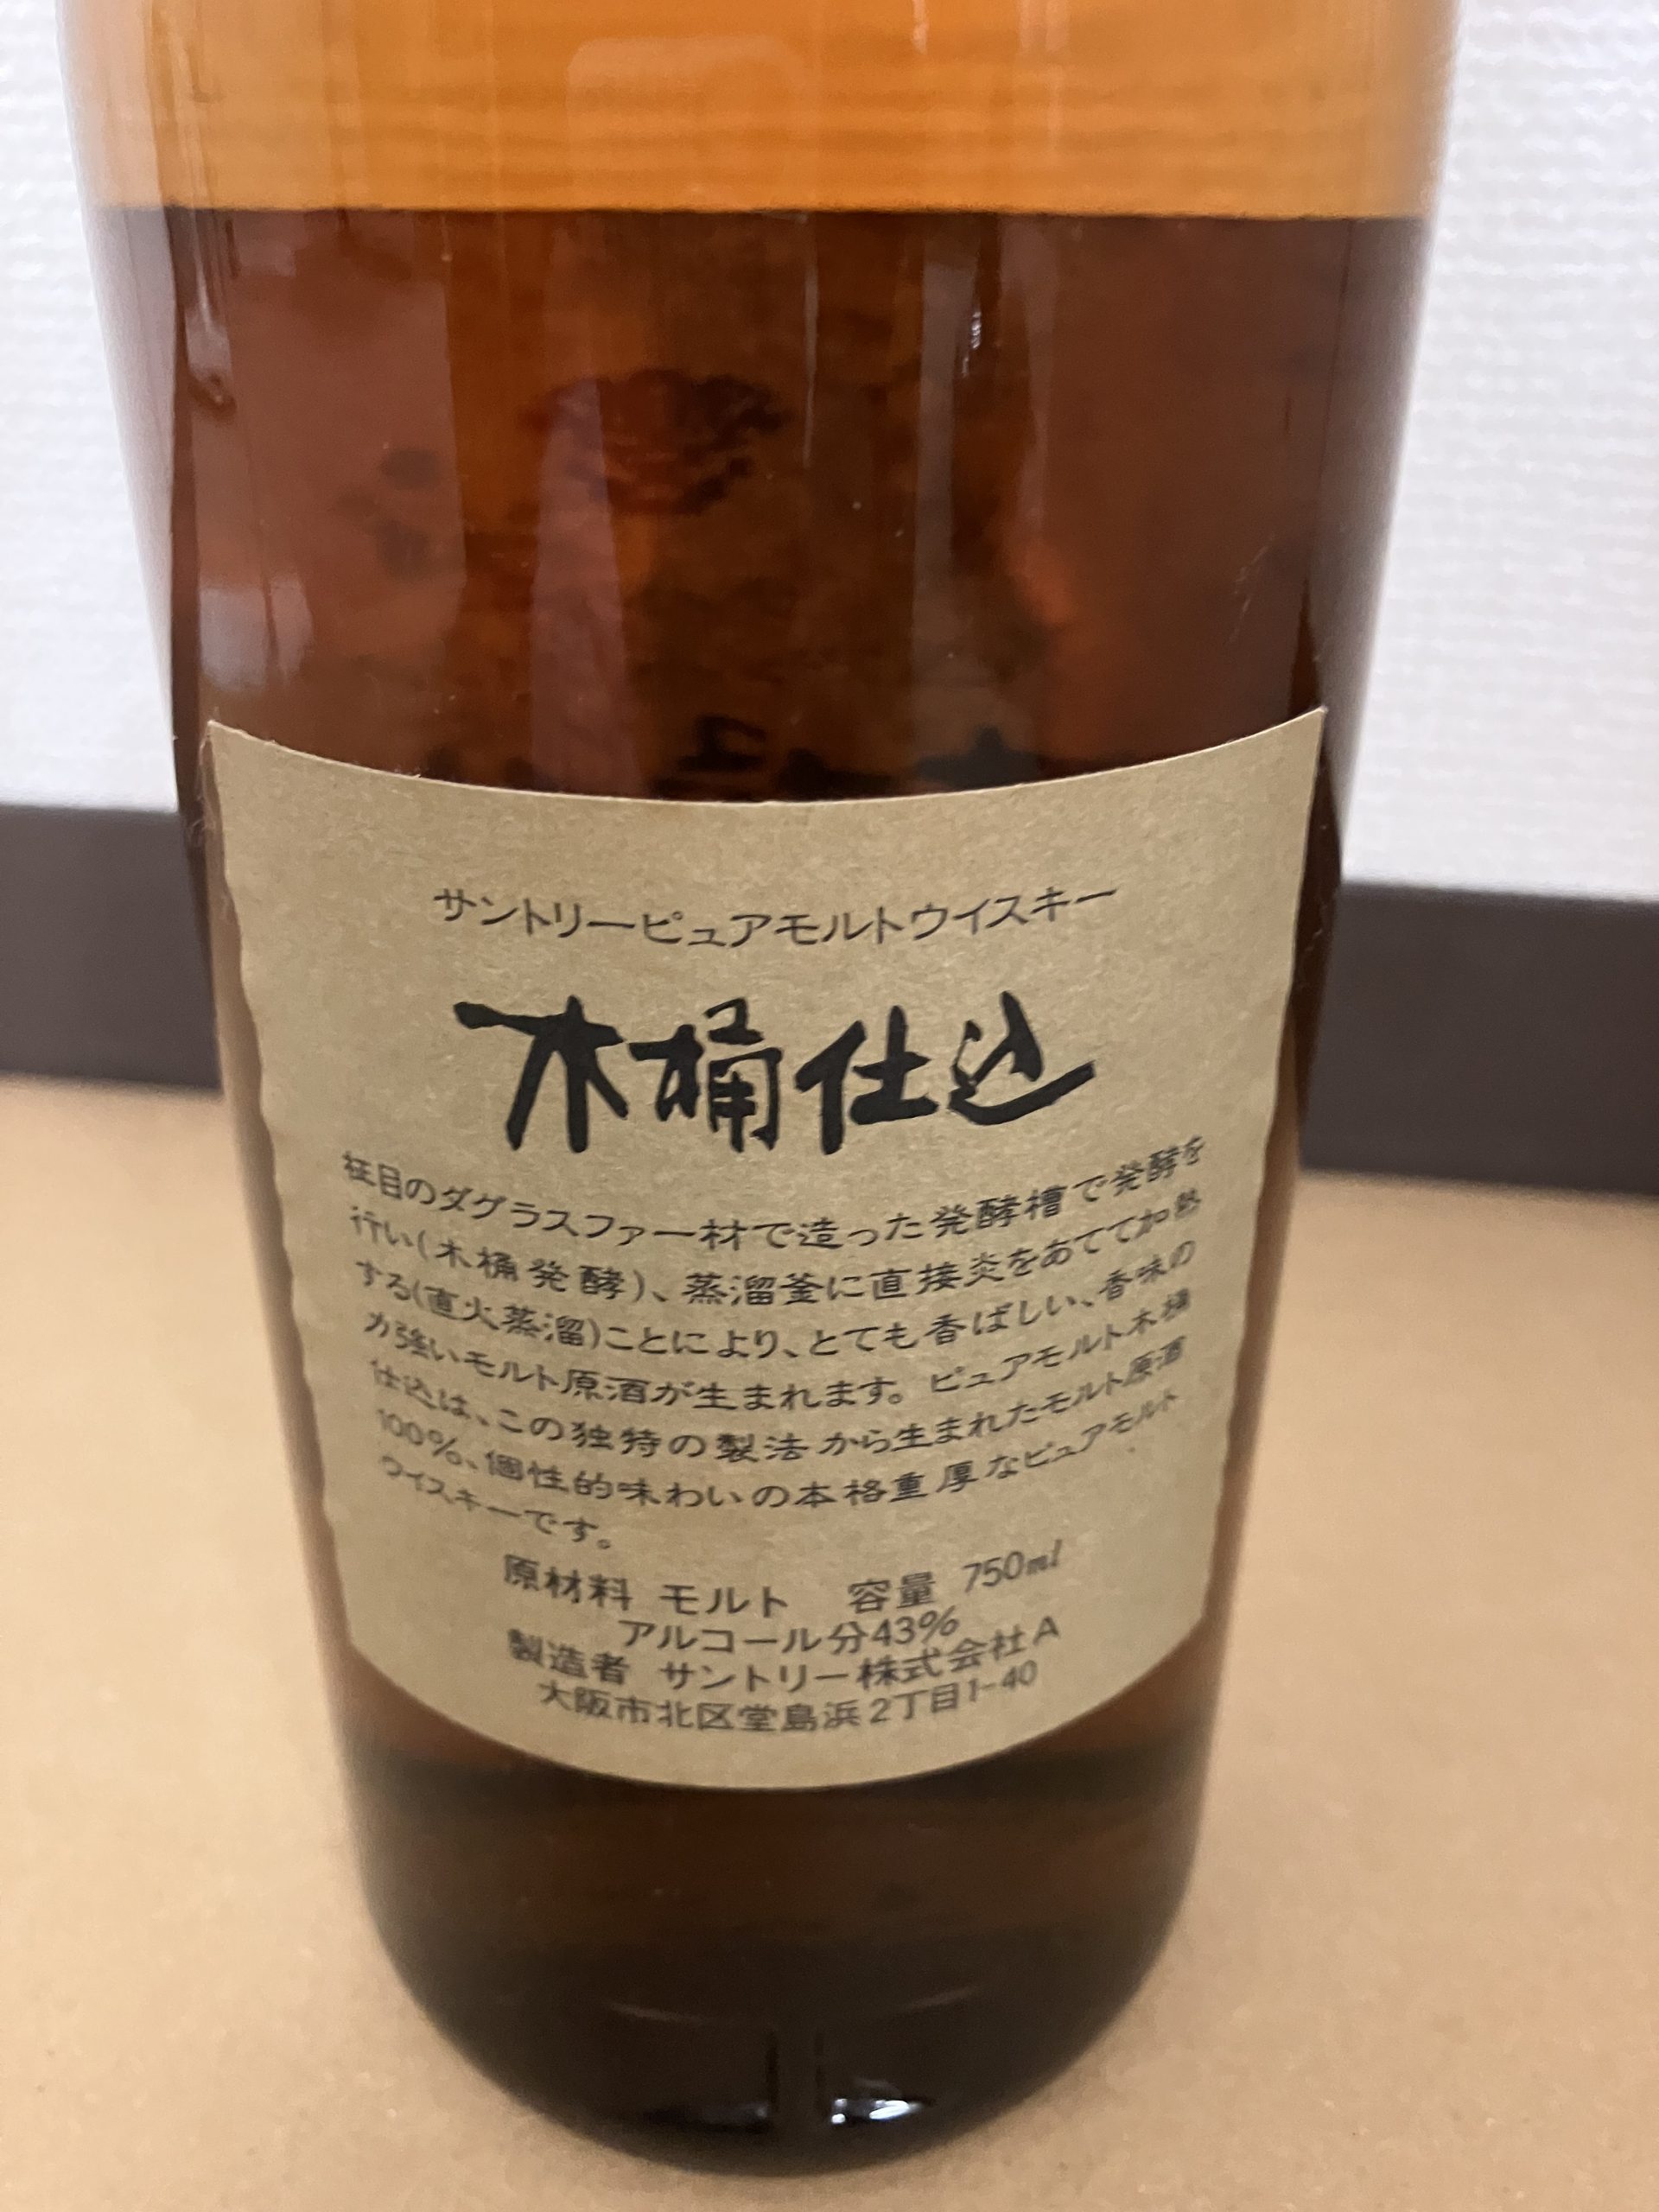 サントリーピュアモルトウイスキー
木桶仕込
柾目のダグラスファー材で造った発酵槽で発酵を
行い(木桶発酵)、蒸溜釜に直接炎をあてて加熱
する(直火蒸溜)ことにより、とても香ばしい、香味の
力強いモルト原酒が生まれます。ピュアモルト木桶
仕込は、この独特の製法から生まれたモルト原酒
100%、個性的味わいの本格重厚なピュアモルト
ウイスキーです。
原材料 モルト 容量 750ml
アルコール分43%
製造者 サントリー株式会社A
大阪市北区堂島浜2丁目1-40